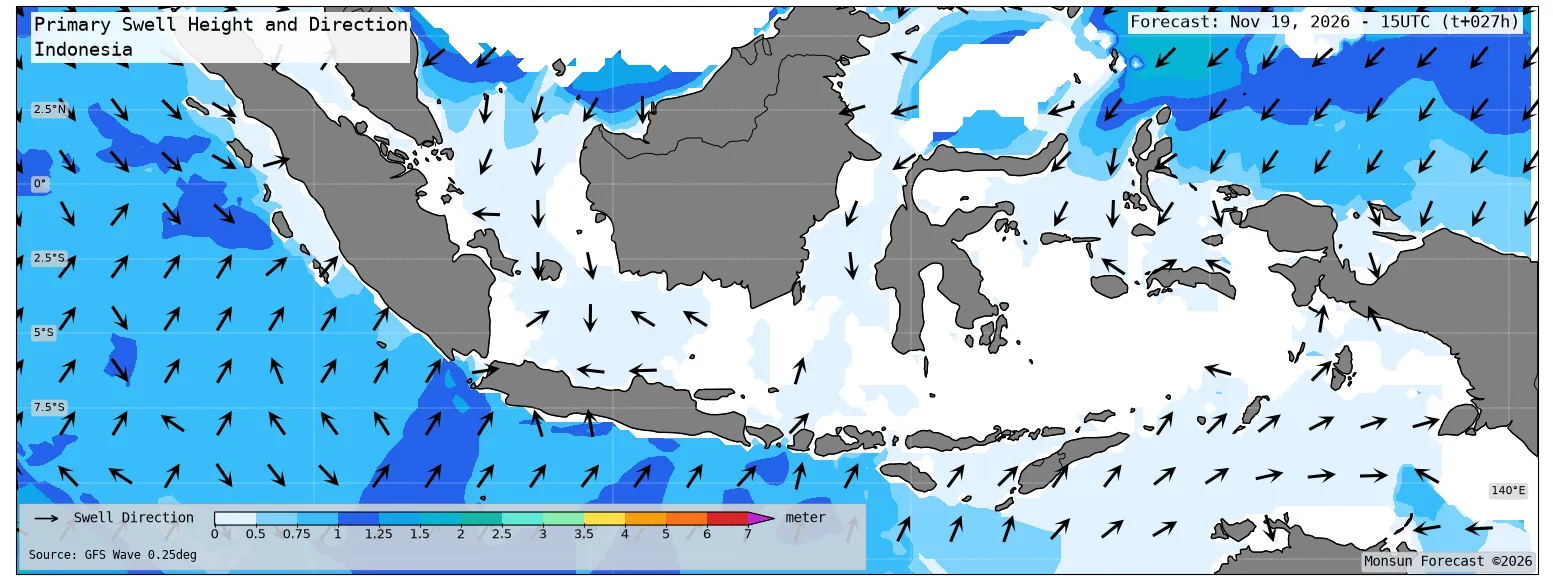 Primary Swell Height and Direction
Indonesia
Forecast: Nov 19, 2026 - 15UTC (t+027h)
2.5°N
0°
2.5°S
5°S
7.5°S
140°E
Swell Direction
0 0.5 0.75 1 1.25 1.5 2 2.5 3 3.5 4 5 6 7
meter
Source: GFS Wave 0.25deg
Monsun Forecast ©2026